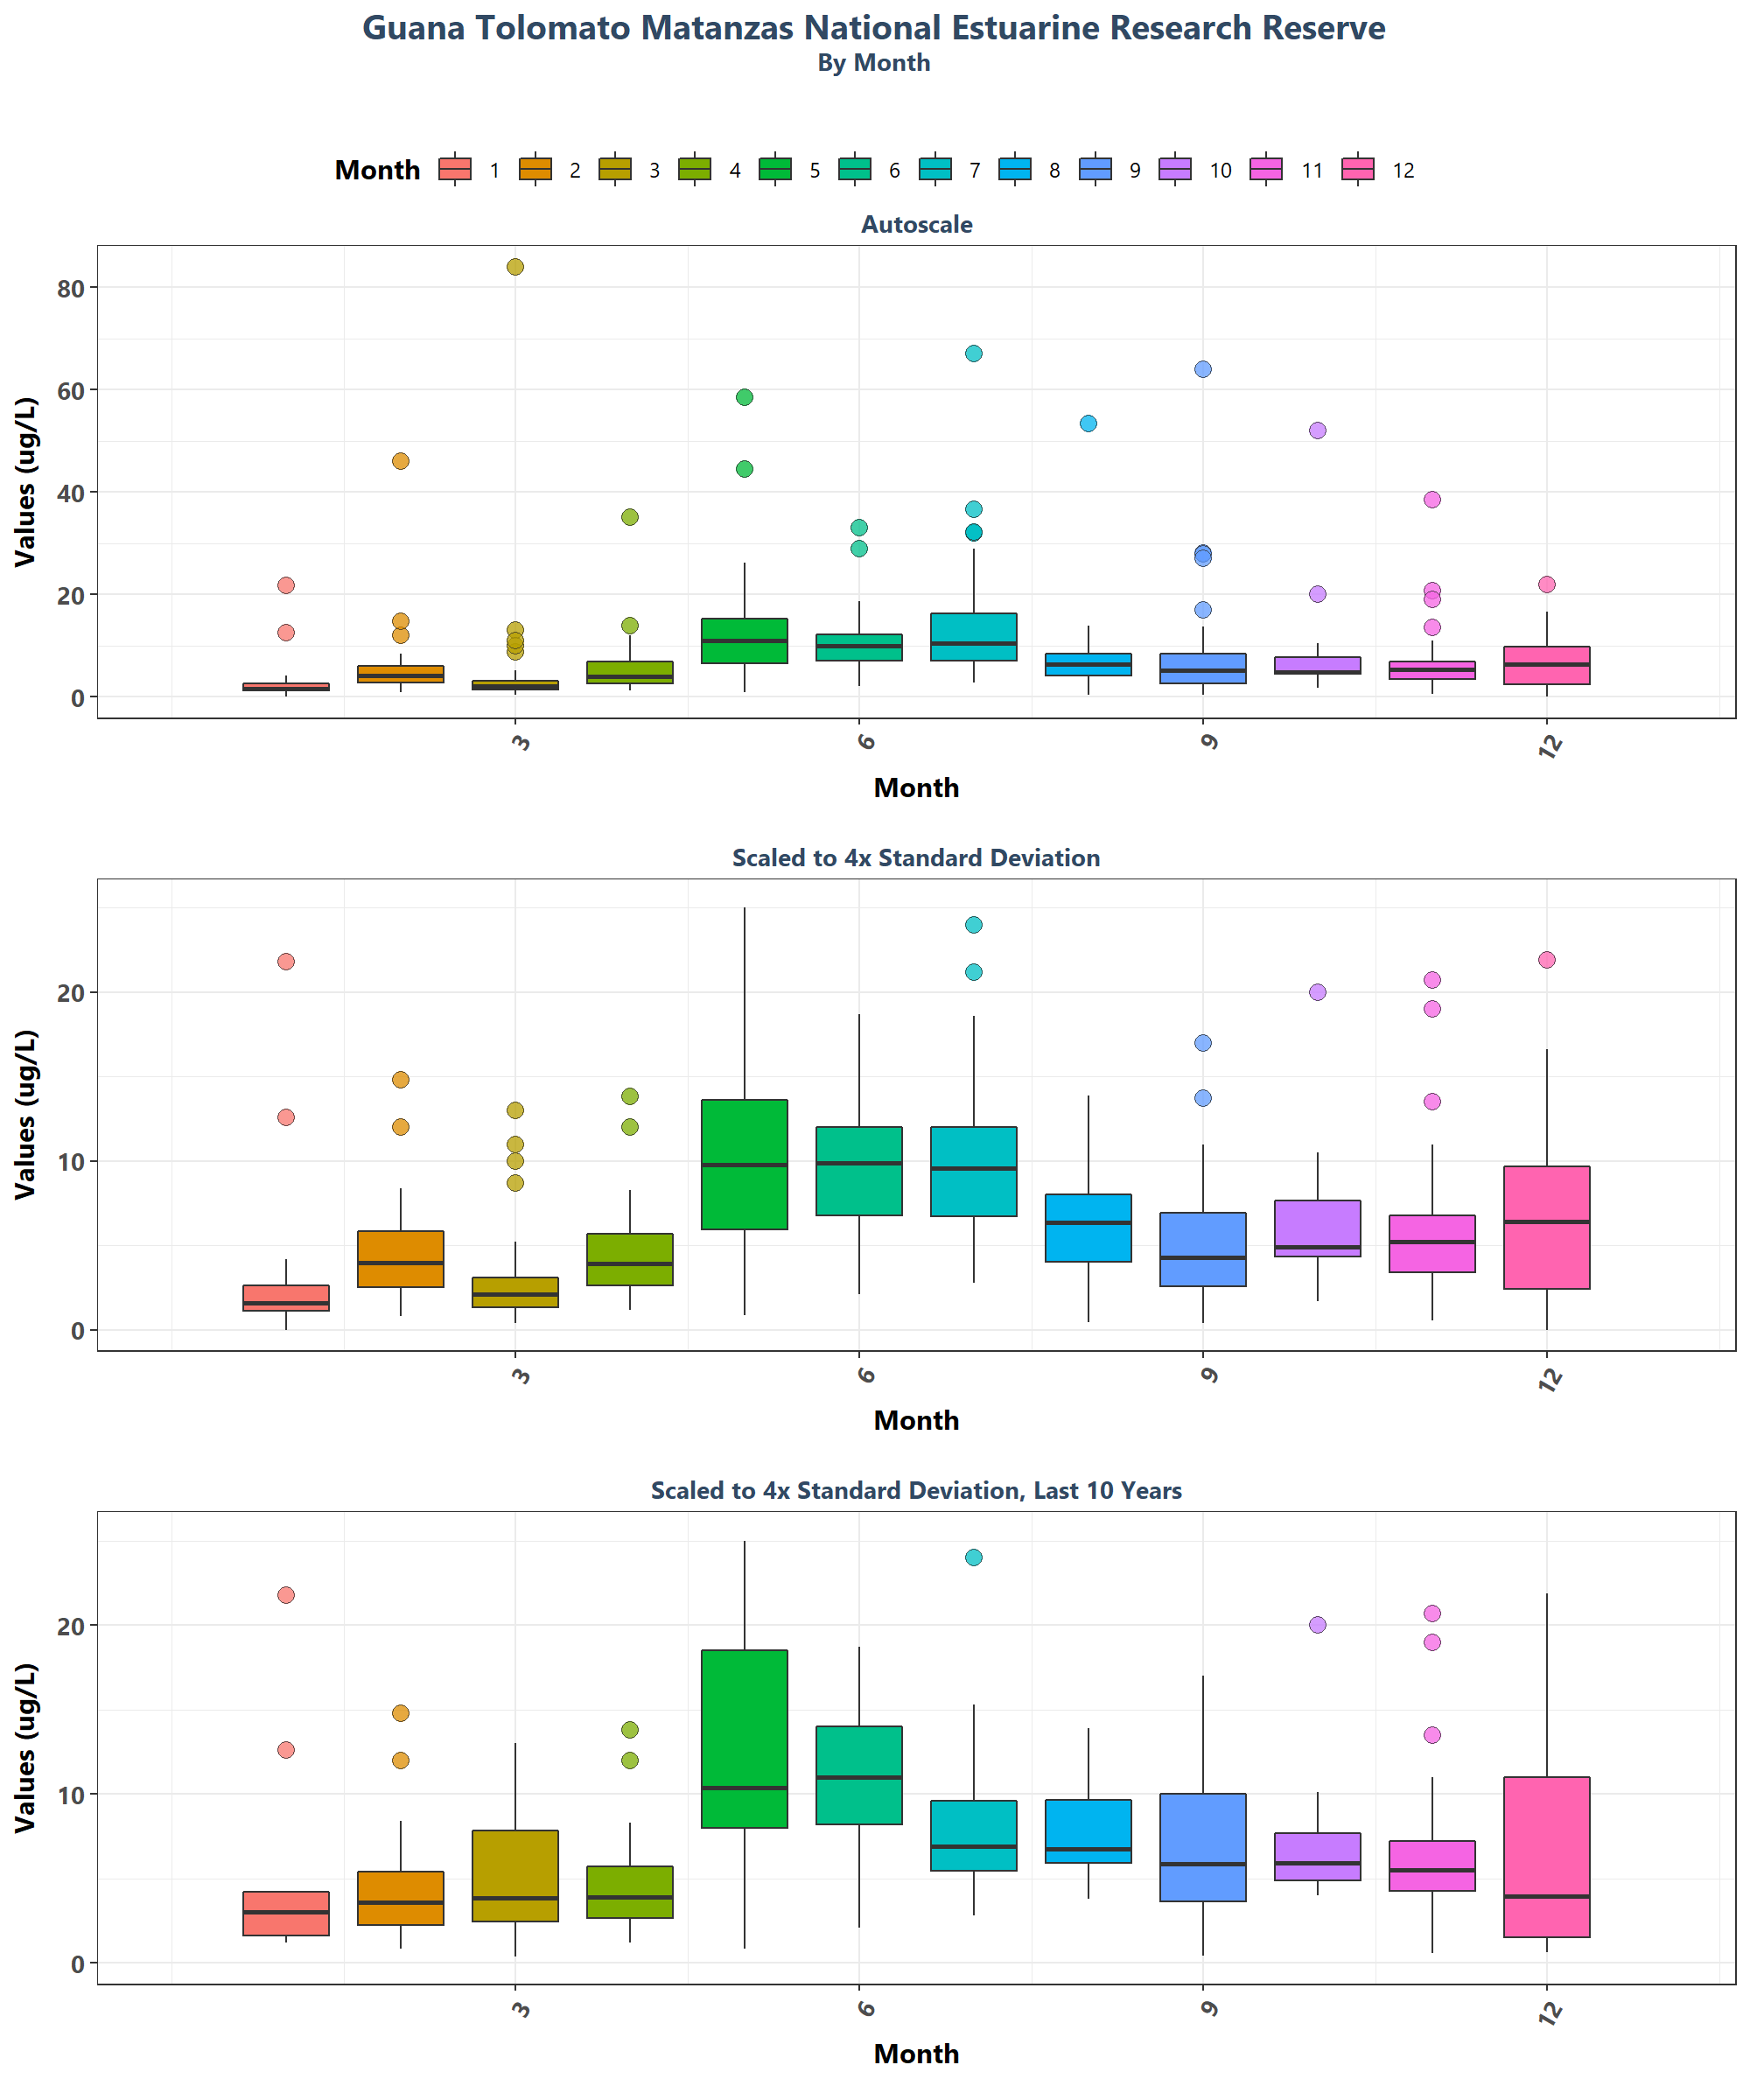 Guana Tolomato Matanzas National Estuarine Research Reserve
By Month
Month 1 2 3 4 5 6 7 8 9 10 11 12
Autoscale
Values (ug/L)
80
60
40
20
0
3 6 9 12
Month
Scaled to 4x Standard Deviation
Values (ug/L)
20
10
0
3 6 9 12
Month
Scaled to 4x Standard Deviation, Last 10 Years
Values (ug/L)
20
10
0
3 6 9 12
Month